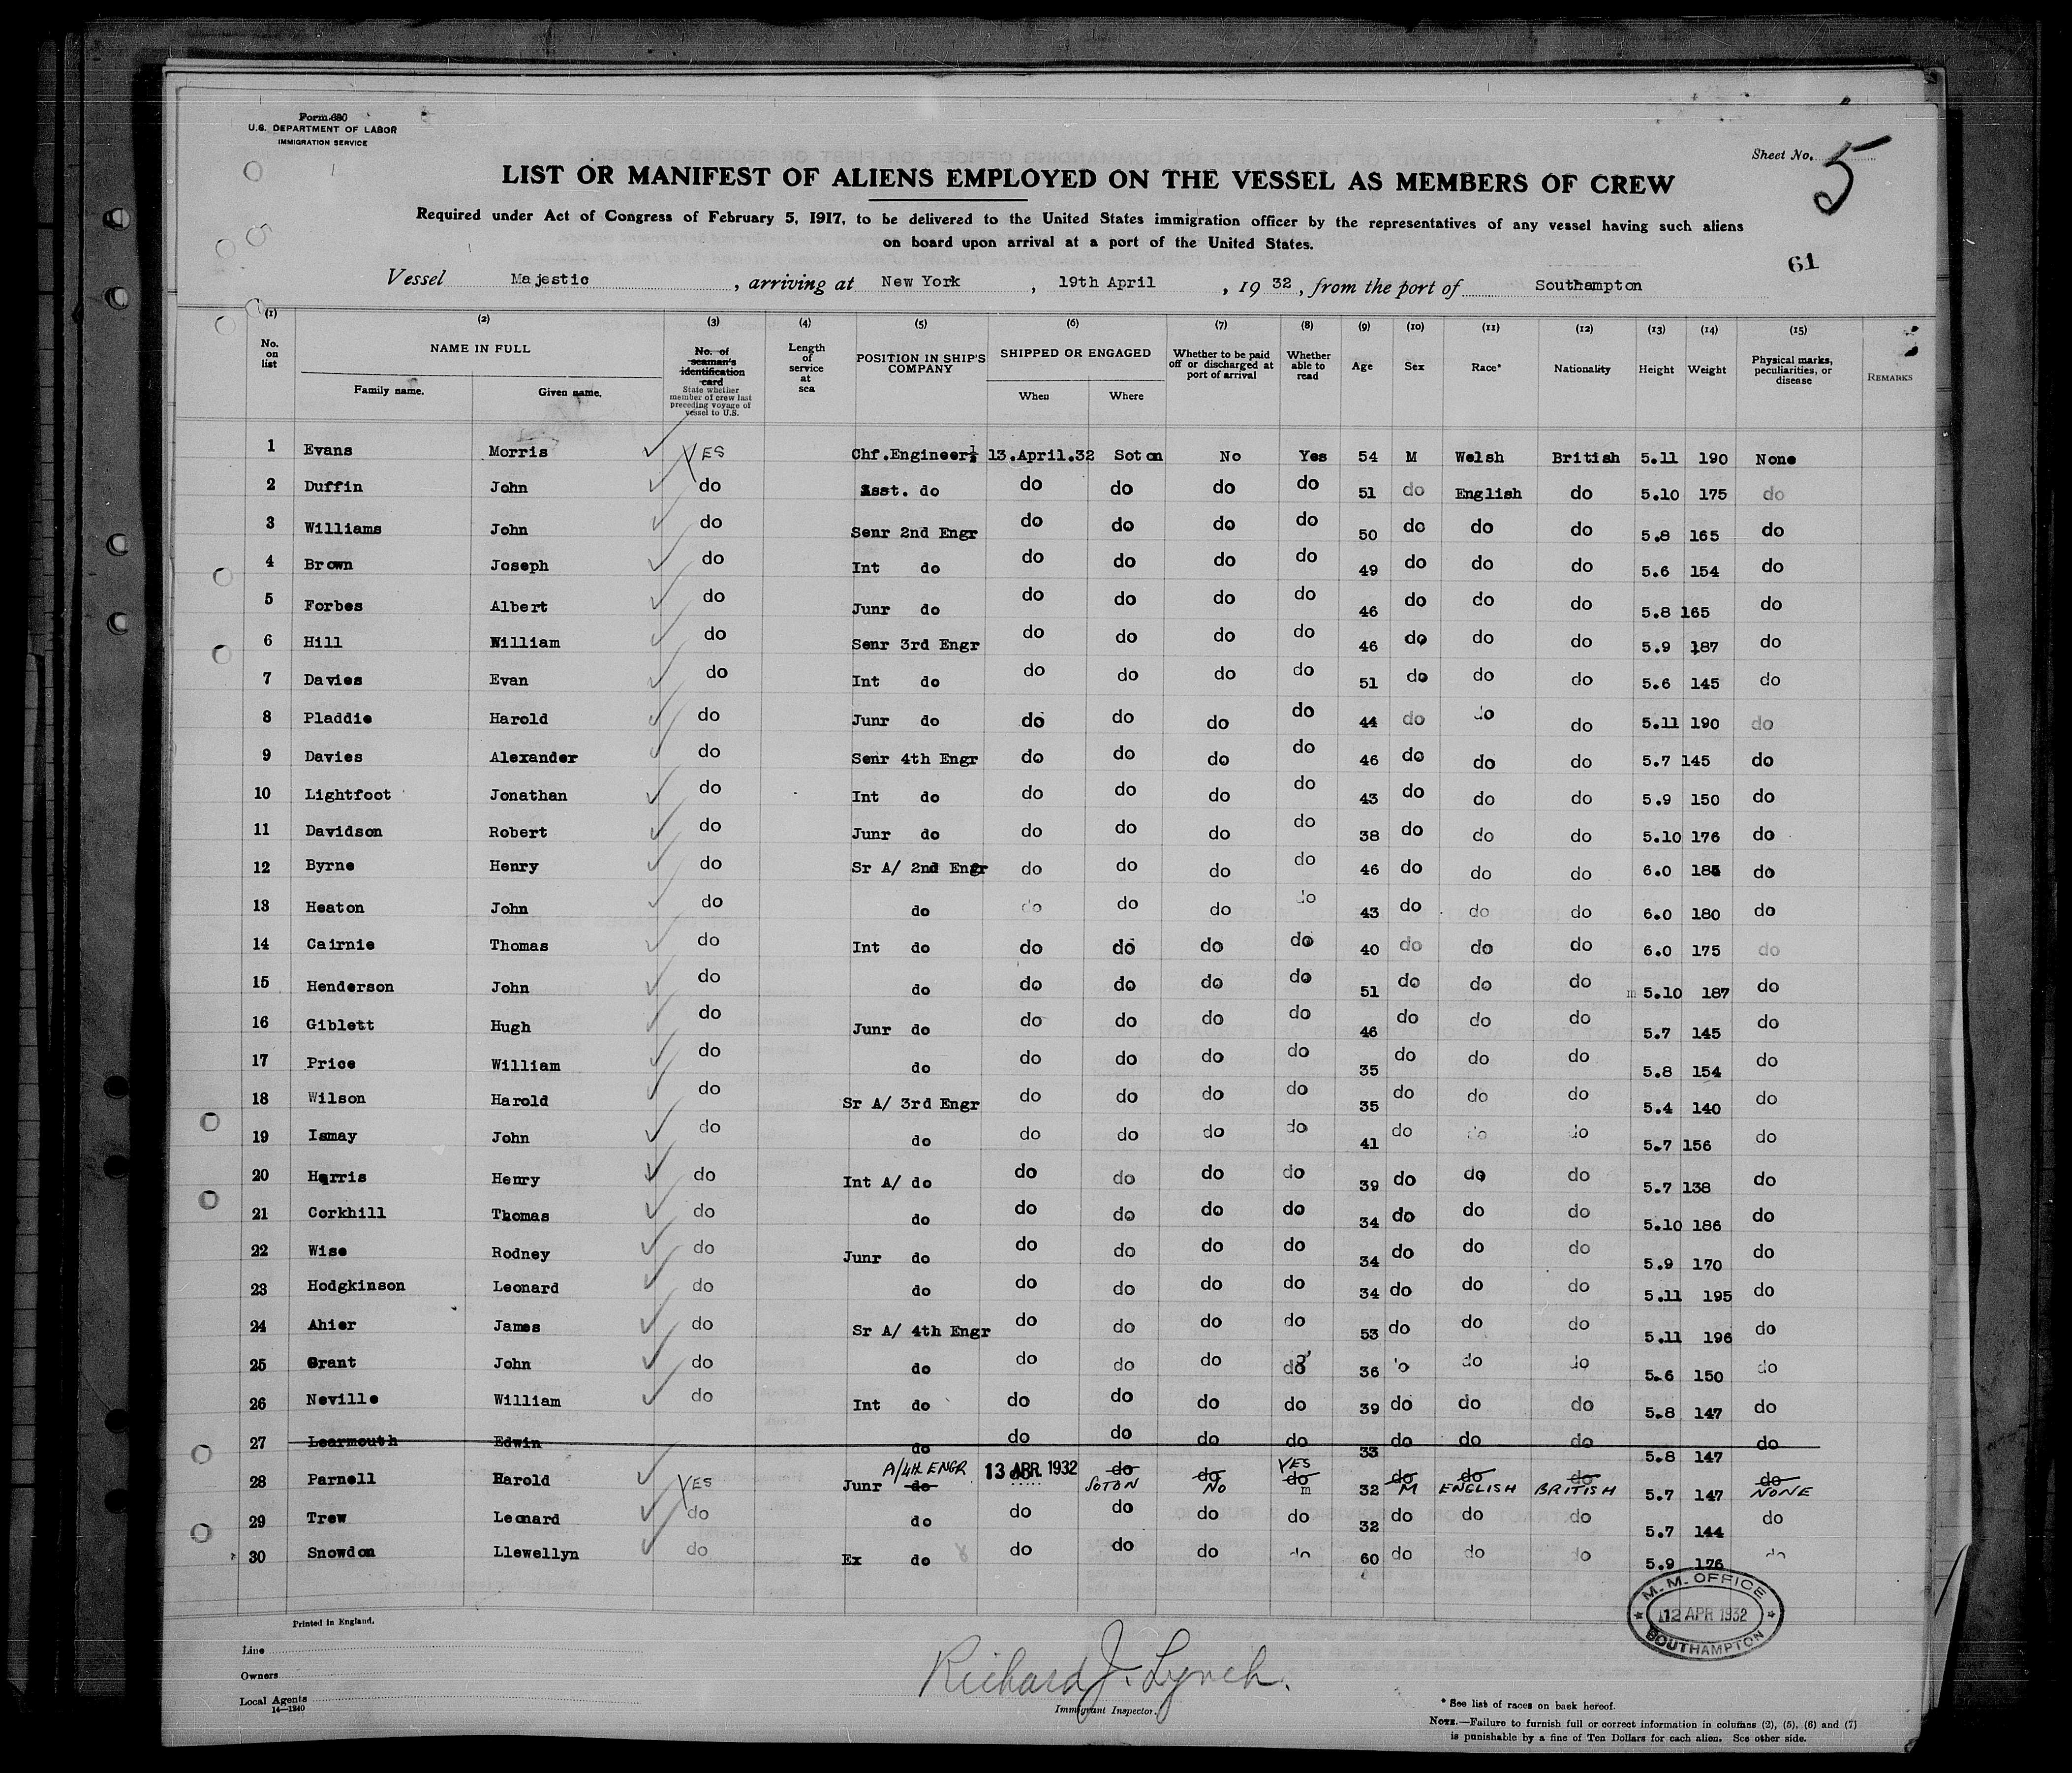 Form 680
U.S. DEPARTMENT OF LABOR
IMMIGRATION SERVICE
Sheet No. 5
LIST OR MANIFEST OF ALIENS EMPLOYED ON THE VESSEL AS MEMBERS OF CREW
Required under Act of Congress of February 5, 1917, to be delivered to the United States immigration officer by the representatives of any vessel having such aliens
on board upon arrival at a port of the United States.
61
Vessel Majestic, arriving at New York, 19th April, 1932, from the port of Southampton
(1) (2) (3) (4) (5) (6) (7) (8) (9) (10) (11) (12) (13) (14) (15)
No. on list NAME IN FULL Family name. Given name. No. of seaman's identification card State whether member of crew last preceding voyage of vessel to U.S. Length of service at sea POSITION IN SHIP'S COMPANY SHIPPED OR ENGAGED When Where Whether to be paid off or discharged at port of arrival Whether able to read Age Sex Race* Nationality Height Weight Physical marks, peculiarities, or disease REMARKS
1 Evans Morris YES Chf.Engineer 13.April.32 Soton No Yes 54 M Welsh British 5.11 190 None
2 Duffin John do Asst. do do do do do 51 do English do 5.10 175 do
3 Williams John do Senr 2nd Engr do do do do 50 do do do 5.8 165 do
4 Brown Joseph do Int do do do do do 49 do do do 5.6 154 do
5 Forbes Albert do Junr do do do do do 46 do do do 5.8 165 do
6 Hill William do Senr 3rd Engr do do do do 46 do do do 5.9 187 do
7 Davies Evan do Int do do do do do 51 do do do 5.6 145 do
8 Pladdie Harold do Junr do do do do do 44 do do do 5.11 190 do
9 Davies Alexander do Senr 4th Engr do do do do 46 do do do 5.7 145 do
10 Lightfoot Jonathan do Int do do do do do 43 do do do 5.9 150 do
11 Davidson Robert do Junr do do do do do 38 do do do 5.10 176 do
12 Byrne Henry do Sr A/ 2nd Engr do do do do 46 do do do 6.0 185 do
13 Heaton John do do do do do do 43 do do do 6.0 180 do
14 Cairnie Thomas do Int do do do do do 40 do do do 6.0 175 do
15 Henderson John do do do do do do 51 do do do m 5.10 187 do
16 Giblett Hugh do Junr do do do do do 46 do do do 5.7 145 do
17 Price William do do do do do do 35 do do do 5.8 154 do
18 Wilson Harold do Sr A/ 3rd Engr do do do do 35 do do do 5.4 140 do
19 Ismay John do do do do do do 41 do do do 5.7 156 do
20 Harris Henry do Int A/ do do do do do 39 do do do 5.7 138 do
21 Corkhill Thomas do do do do do do 34 do do do 5.10 186 do
22 Wise Rodney do Junr do do do do do 34 do do do 5.9 170 do
23 Hodgkinson Leonard do do do do do do 34 do do do 5.11 195 do
24 Ahier James do Sr A/ 4th Engr do do do do 53 do do do 5.11 196 do
25 Grant John do do do do do do 36 do do do 5.6 150 do
26 Neville William do Int do do do do do 39 do do do 5.8 147 do
27 Learmouth Edwin do do do do do 33 do do do 5.8 147 do
A/4th ENGR YES
28 Parnell Harold YES Junr do 13 APR. 1932 do do do 32 do do do 5.7 147 do
SOTON NO m M ENGLISH BRITISH NONE
29 Trew Leonard do do do do do do 32 do do do 5.7 144 do
30 Snowdon Llewellyn do Ex do do do do do 60 do do do 5.9 176 do
M. M. OFFICE
12 APR 1932
SOUTHAMPTON
Printed in England.
Line
Owners
Local Agents
14—1240
Richard J. Lynch.
Immigrant Inspector.
* See list of races on back hereof.
NOTE.—Failure to furnish full or correct information in columns (2), (5), (6) and (7)
is punishable by a fine of Ten Dollars for each alien. See other side.